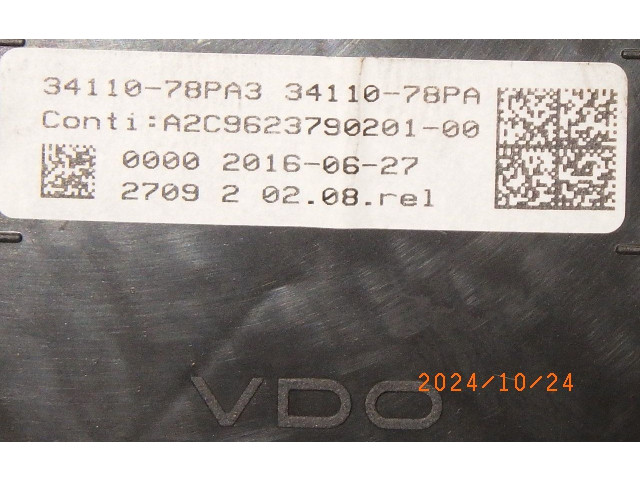 34110-78PA3 34110-78PA
Conti:A2C9623790201-00
0000 2016-06-27
2709 2 02.08.rel
VDO
2024/10/24